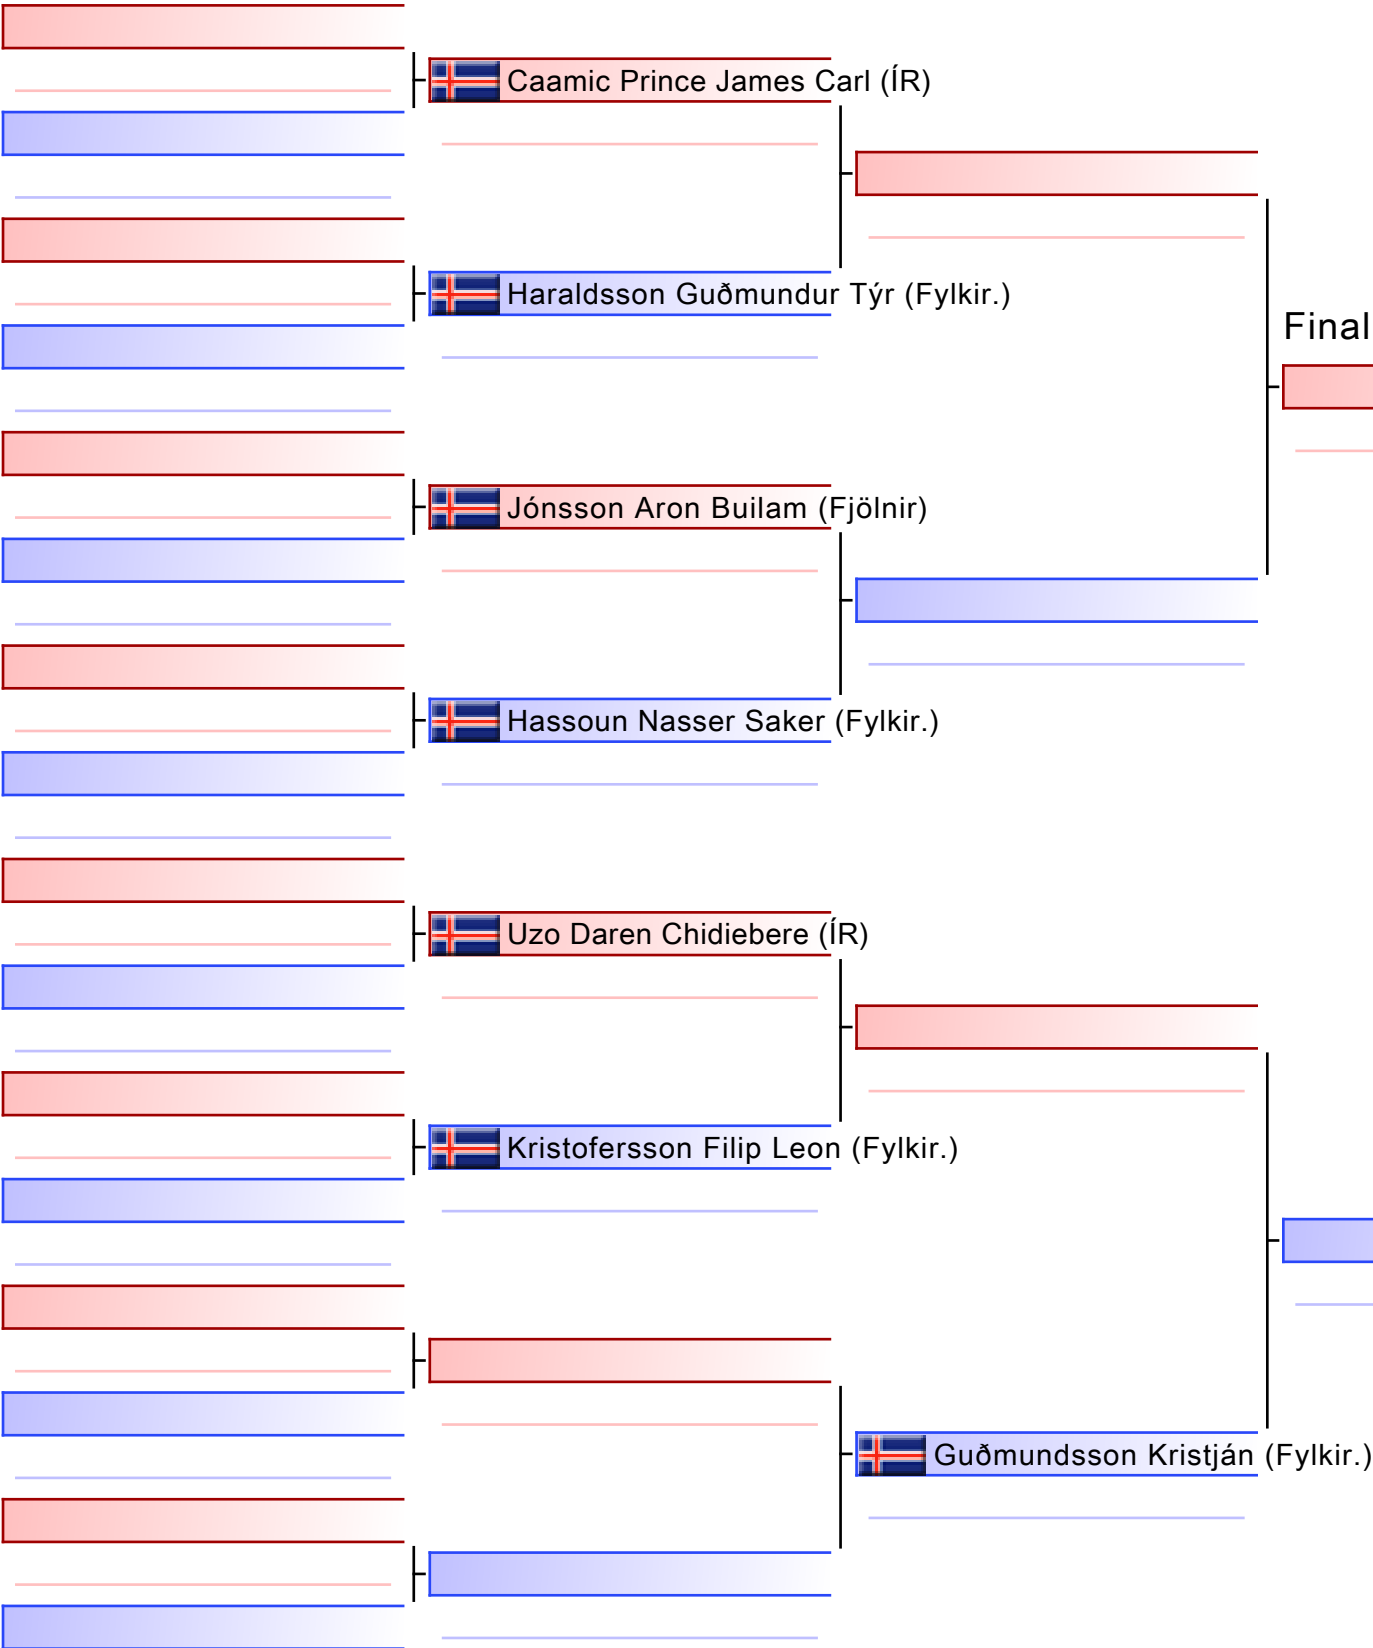 Caamic Prince James Carl (ÍR)
Haraldsson Guðmundur Týr (Fylkir.)
Final
Jónsson Aron Builam (Fjölnir)
Hassoun Nasser Saker (Fylkir.)
Uzo Daren Chidiebere (ÍR)
Kristofersson Filip Leon (Fylkir.)
Guðmundsson Kristján (Fylkir.)